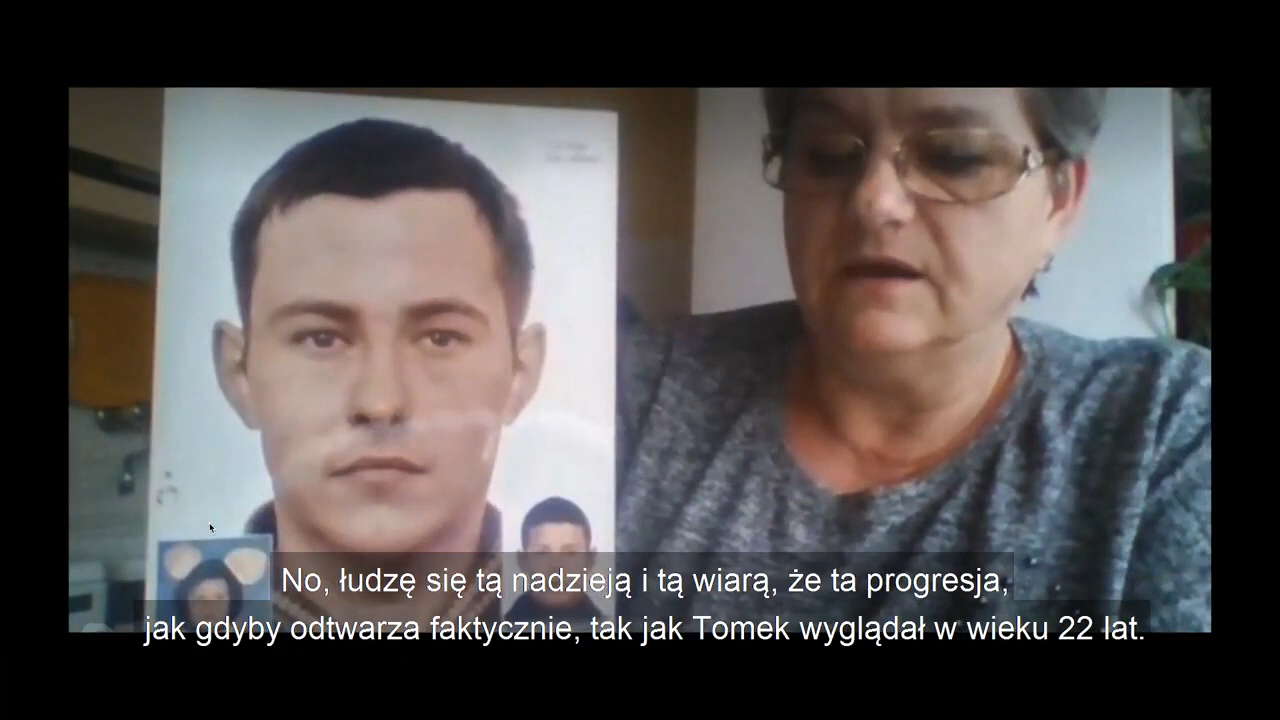 No, łudzę się tą nadzieją i tą wiarą, że ta progresja,
jak gdyby odtwarza faktycznie, tak jak Tomek wyglądał w wieku 22 lat.